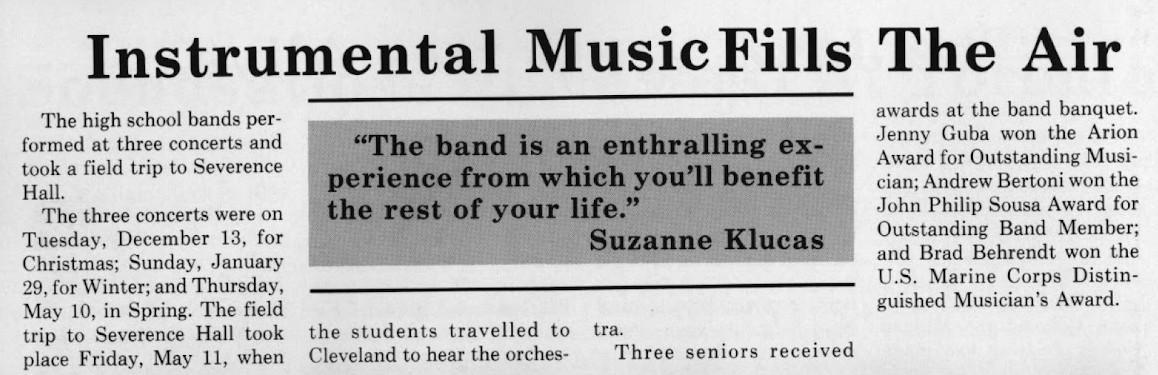 Instrumental Music Fills The Air
The high school bands per-
formed at three concerts and
took a field trip to Severence
Hall.
The three concerts were on
Tuesday, December 13, for
Christmas; Sunday, January
29, for Winter; and Thursday,
May 10, in Spring. The field
trip to Severence Hall took
place Friday, May 11, when
"The band is an enthralling ex-
perience from which you'll benefit
the rest of your life."
Suzanne Klucas
the students travelled to
Cleveland to hear the orches-
tra.
Three seniors received
awards at the band banquet.
Jenny Guba won the Arion
Award for Outstanding Musi-
cian; Andrew Bertoni won the
John Philip Sousa Award for
Outstanding Band Member;
and Brad Behrendt won the
U.S. Marine Corps Distin-
guished Musician's Award.